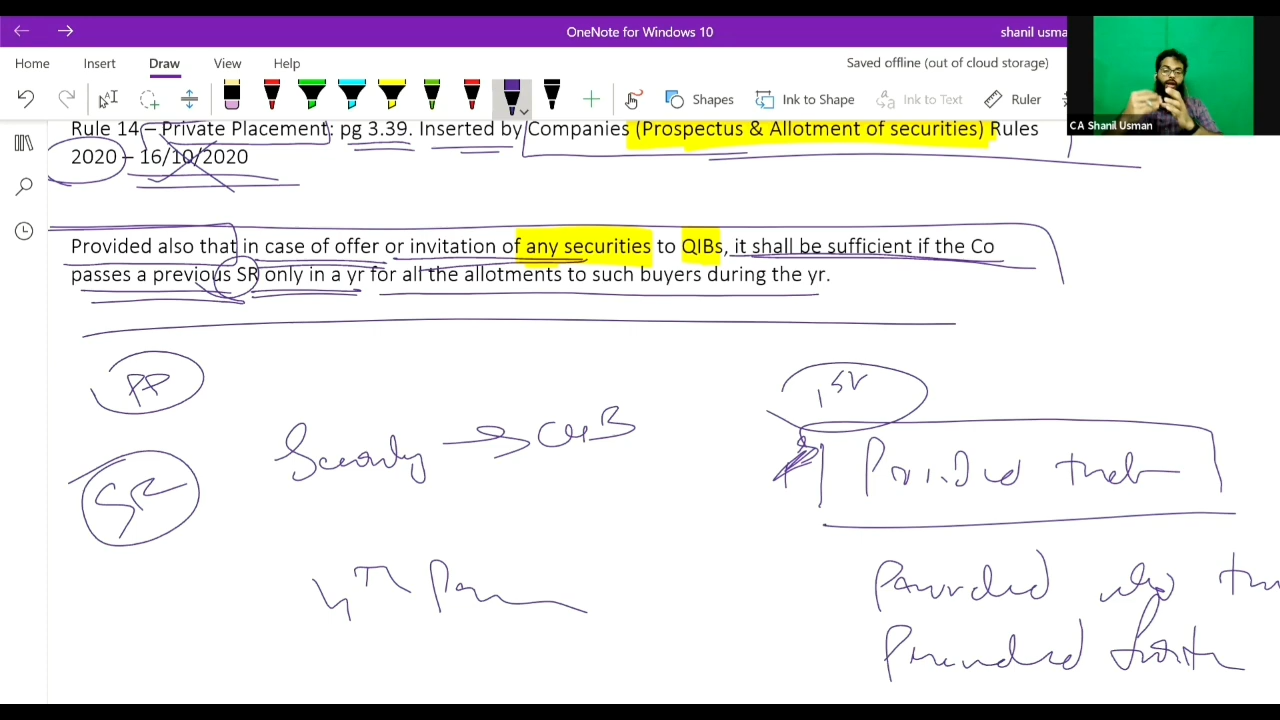 OneNote for Windows 10
shanil usma
Home Insert Draw View Help
Saved offline (out of cloud storage)
Shapes Ink to Shape Ink to Text Ruler
CA Shanil Usman
Rule 14 – Private Placement: pg 3.39. Inserted by Companies (Prospectus & Allotment of securities) Rules
2020 – 16/10/2020
Provided also that in case of offer or invitation of any securities to QIBs, it shall be sufficient if the Co
passes a previous SR only in a yr for all the allotments to such buyers during the yr.
PP
1st
Security → QIB
Provided that
SR
4th
Provided
Provided